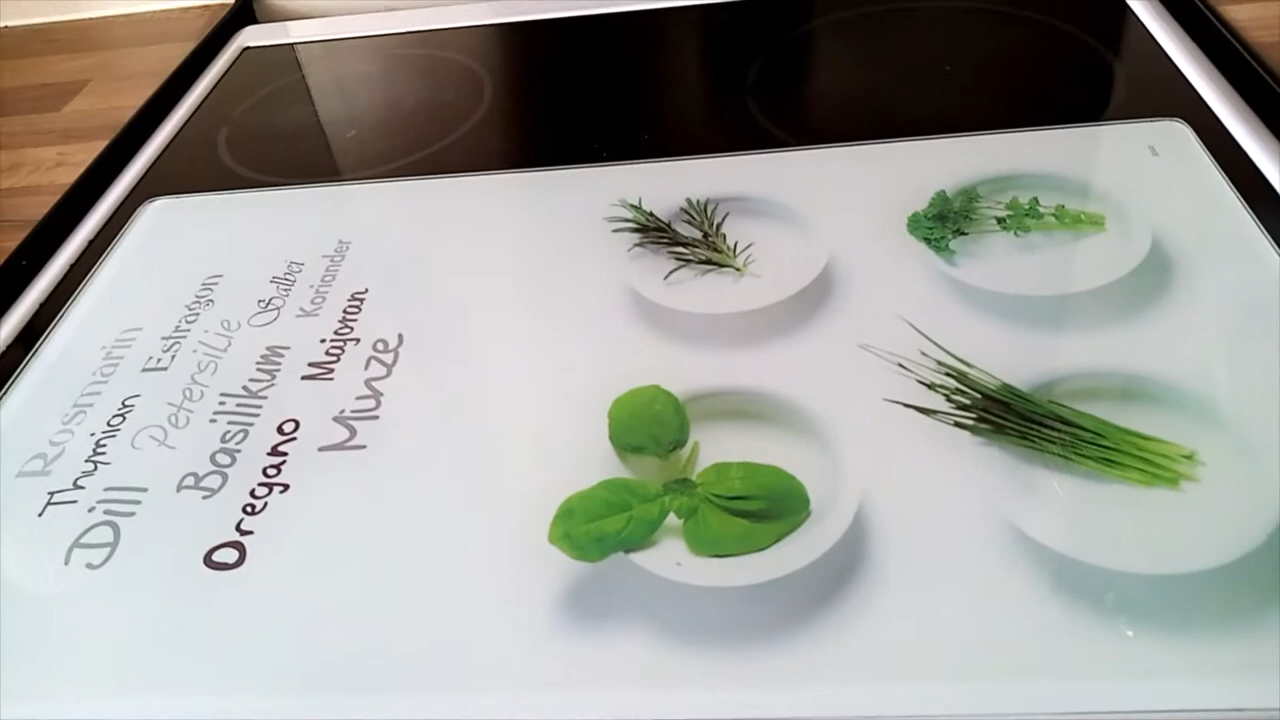 Rosmarin
Thymian Estragon
Dill Petersilie
Basilikum Salbei
Oregano Koriander
Majoran
Minze